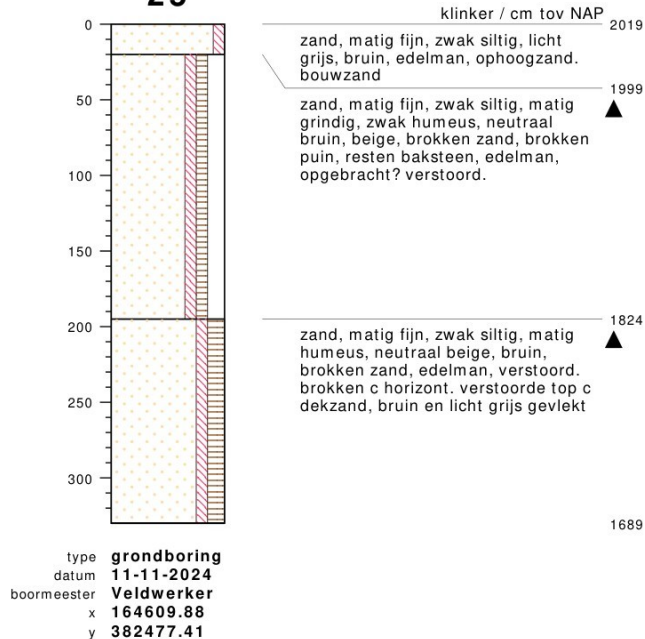 klinker / cm tov NAP
0
2019
zand, matig fijn, zwak siltig, licht
grijs, bruin, edelman, ophoogzand.
bouwzand
1999
50
zand, matig fijn, zwak siltig, matig
grindig, zwak humeus, neutraal
bruin, beige, brokken zand, brokken
puin, resten baksteen, edelman,
opgebracht? verstoord.
100
150
200
1824
zand, matig fijn, zwak siltig, matig
humeus, neutraal beige, bruin,
brokken zand, edelman, verstoord.
brokken c horizont. verstoorde top c
dekzand, bruin en licht grijs gevlekt
250
300
1689
type grondboring
datum 11-11-2024
boormeester Veldwerker
x 164609.88
y 382477.41